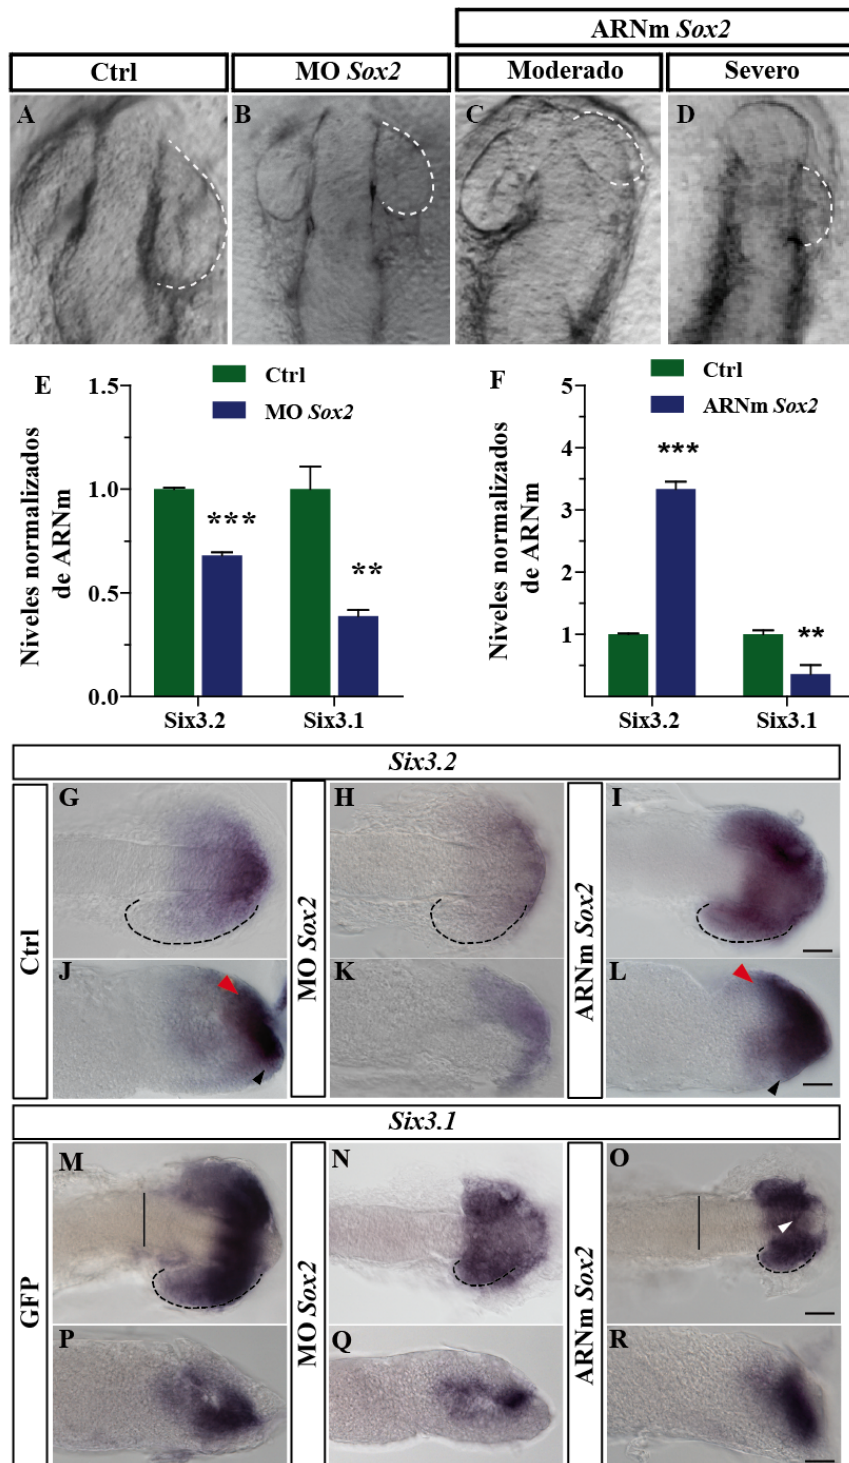 ARNm Sox2
Ctrl
MO Sox2
Moderado
Severo
A
B
C
D
E
Ctrl
MO Sox2
Niveles normalizados
de ARNm
1.5
1.0
0.5
0.0
***
**
Six3.2
Six3.1
F
Ctrl
ARNm Sox2
Niveles normalizados
de ARNm
5
4
3
2
1
***
**
Six3.2
Six3.1
Six3.2
Ctrl
G
J
MO Sox2
H
K
ARNm Sox2
I
L
Six3.1
GFP
M
P
MO Sox2
N
Q
ARNm Sox2
O
R